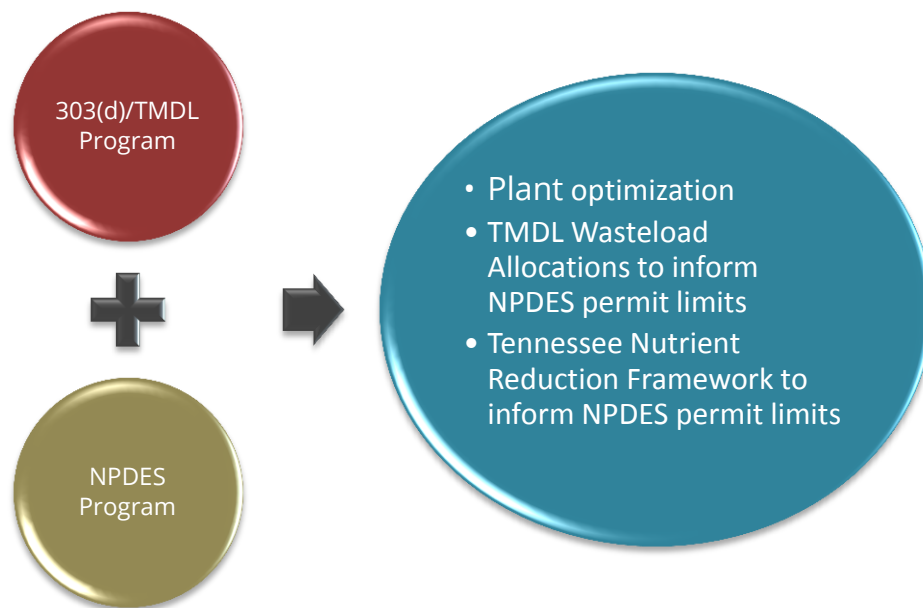 303(d)/TMDL
Program
NPDES
Program
• Plant optimization
• TMDL Wasteload
Allocations to inform
NPDES permit limits
• Tennessee Nutrient
Reduction Framework to
inform NPDES permit limits